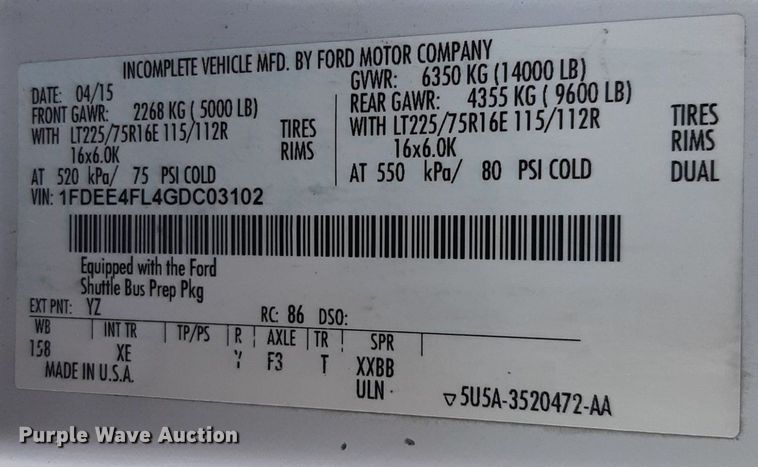 INCOMPLETE VEHICLE MFD. BY FORD MOTOR COMPANY
DATE: 04/15 GVWR: 6350 KG (14000 LB)
FRONT GAWR: 2268 KG ( 5000 LB) REAR GAWR: 4355 KG ( 9600 LB)
WITH LT225/75R16E 115/112R TIRES WITH LT225/75R16E 115/112R TIRES
16x6.0K RIMS 16x6.0K RIMS
AT 520 kPa/ 75 PSI COLD AT 550 kPa/ 80 PSI COLD DUAL
VIN: 1FDEE4FL4GDC03102
Equipped with the Ford
Shuttle Bus Prep Pkg
EXT PNT: YZ RC: 86 DSO:
WB INT TR TP/PS R AXLE TR SPR
158 XE Y F3 T XXBB
MADE IN U.S.A. ULN
▽5U5A-3520472-AA
Purple Wave Auction